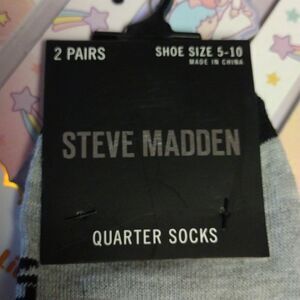 2 PAIRS
SHOE SIZE 5-10
MADE IN CHINA
STEVE MADDEN
QUARTER SOCKS